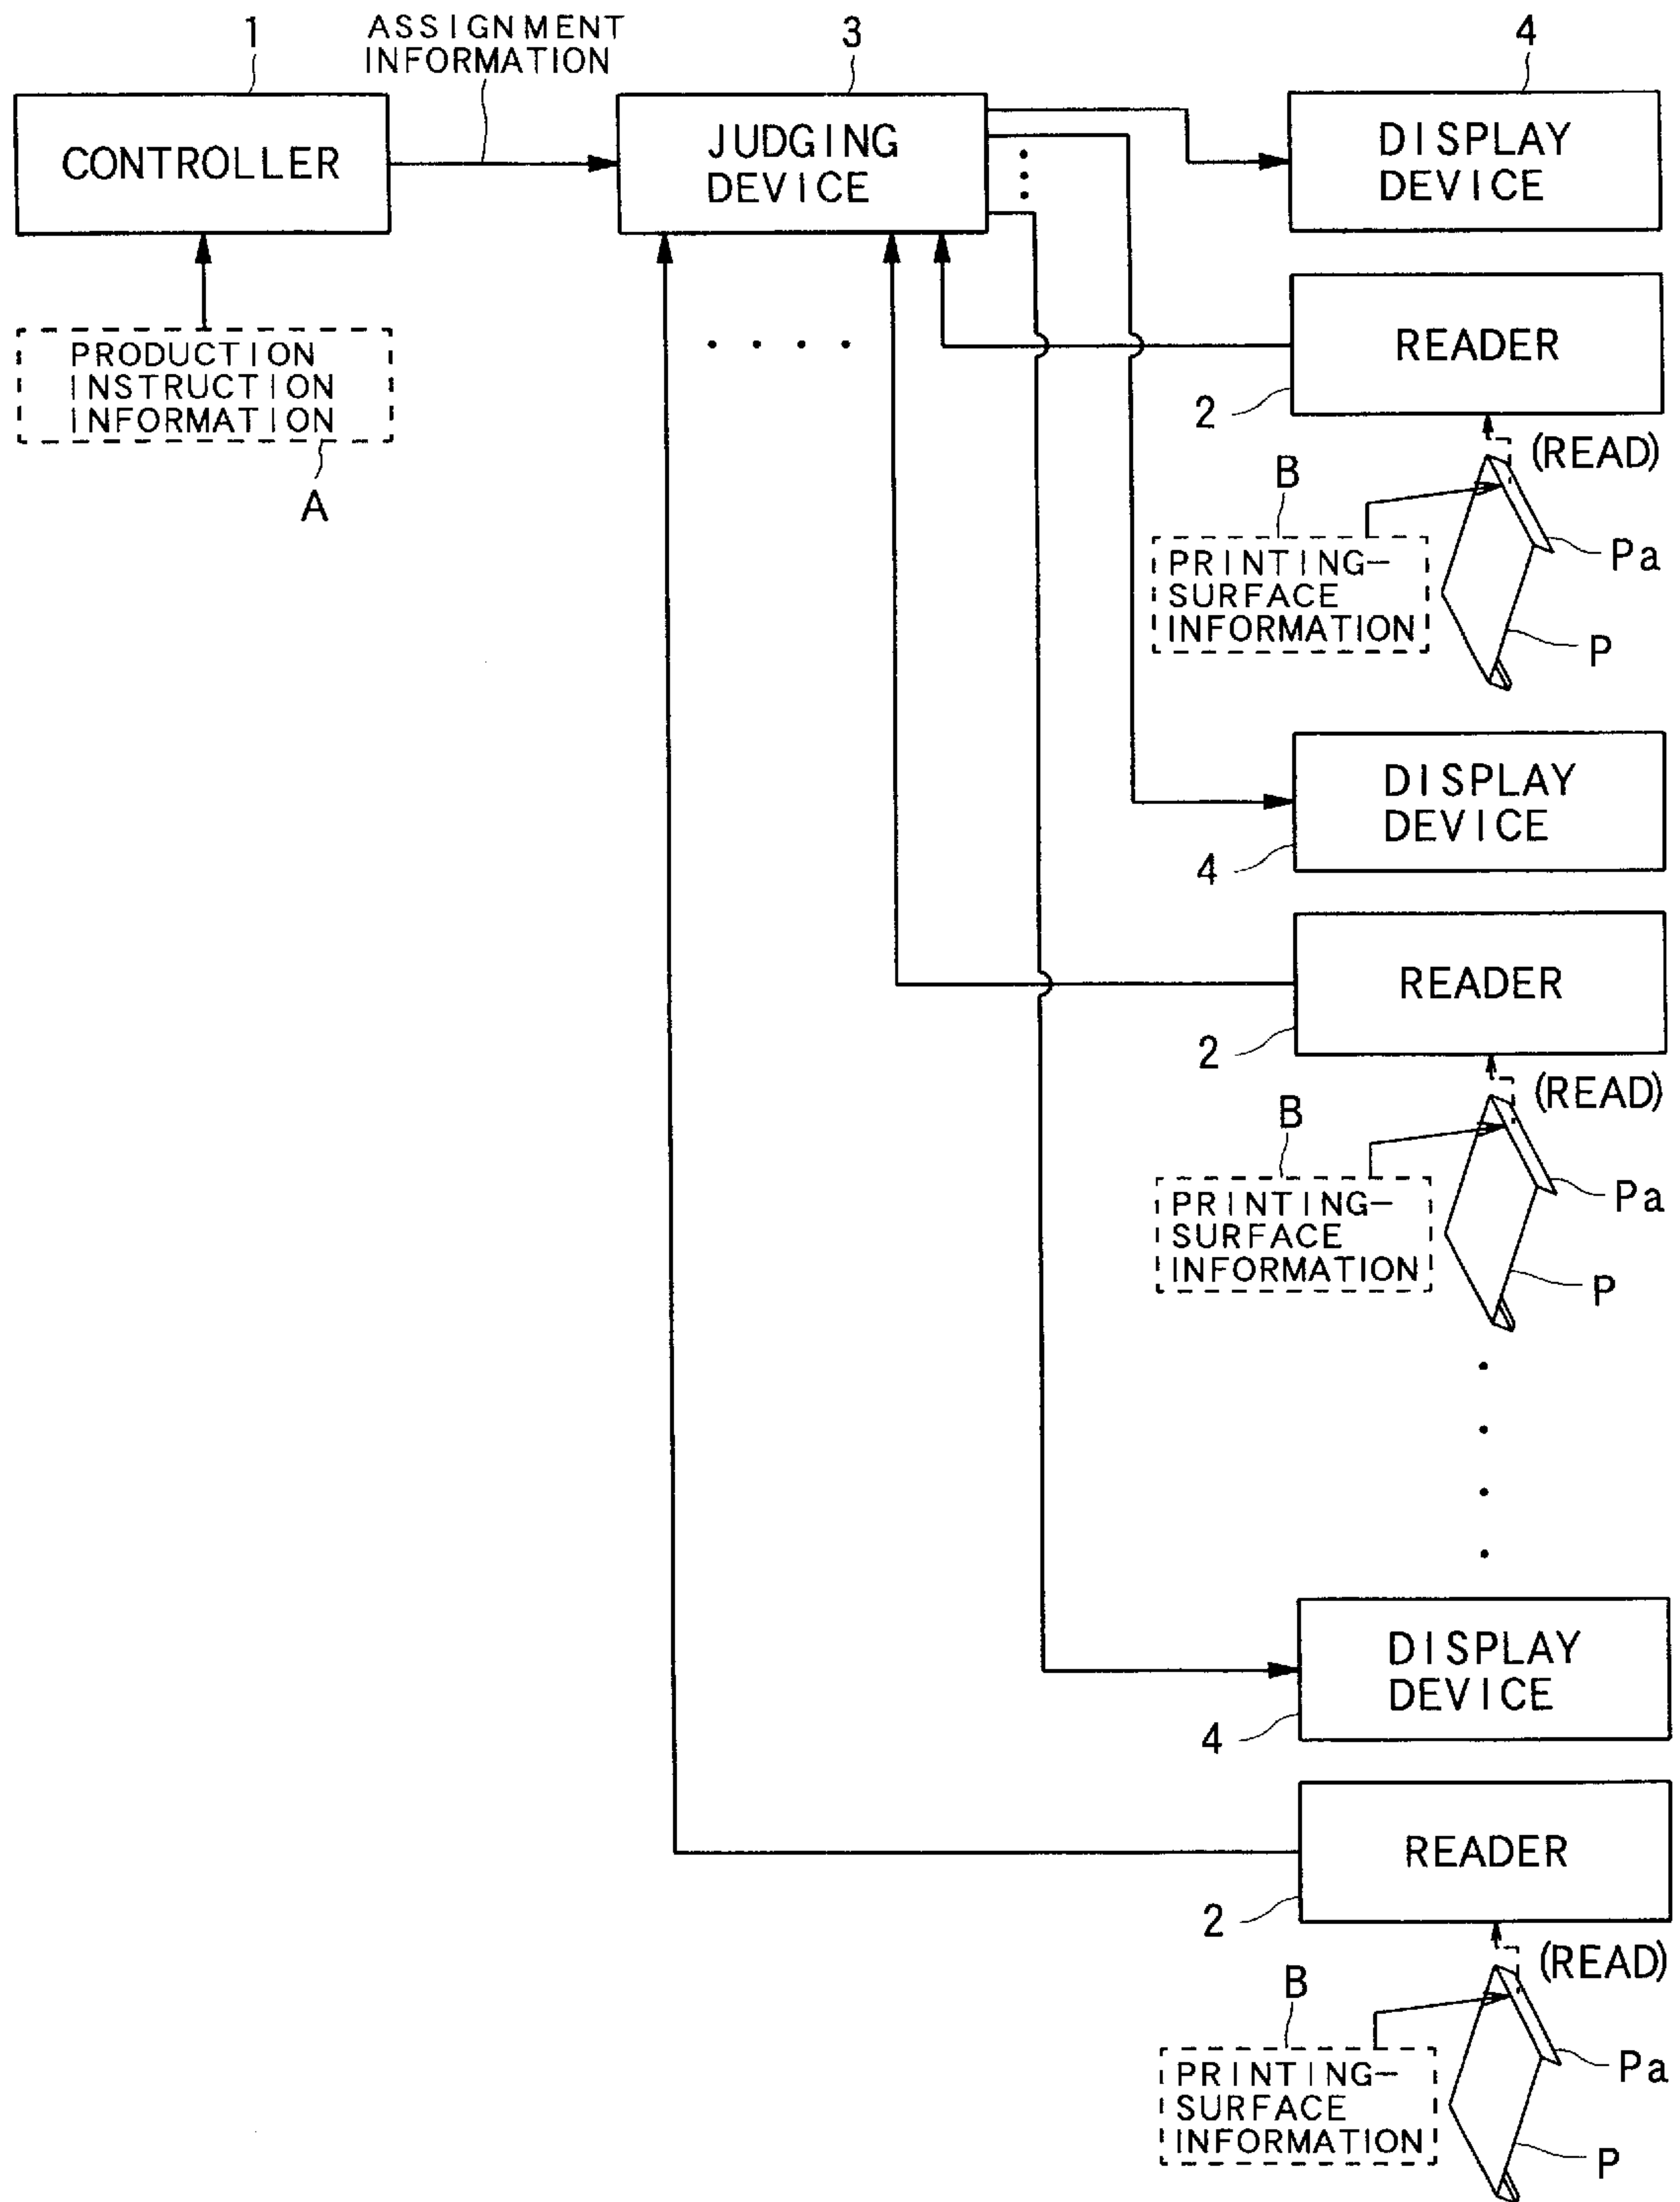 1
ASSIGNMENT
INFORMATION
3
4
CONTROLLER
JUDGING
DEVICE
DISPLAY
DEVICE
PRODUCTION
INSTRUCTION
INFORMATION
A
READER
2
(READ)
B
PRINTING-
SURFACE
INFORMATION
Pa
P
DISPLAY
DEVICE
4
READER
2
(READ)
B
PRINTING-
SURFACE
INFORMATION
Pa
P
DISPLAY
DEVICE
4
READER
2
(READ)
B
PRINTING-
SURFACE
INFORMATION
Pa
P